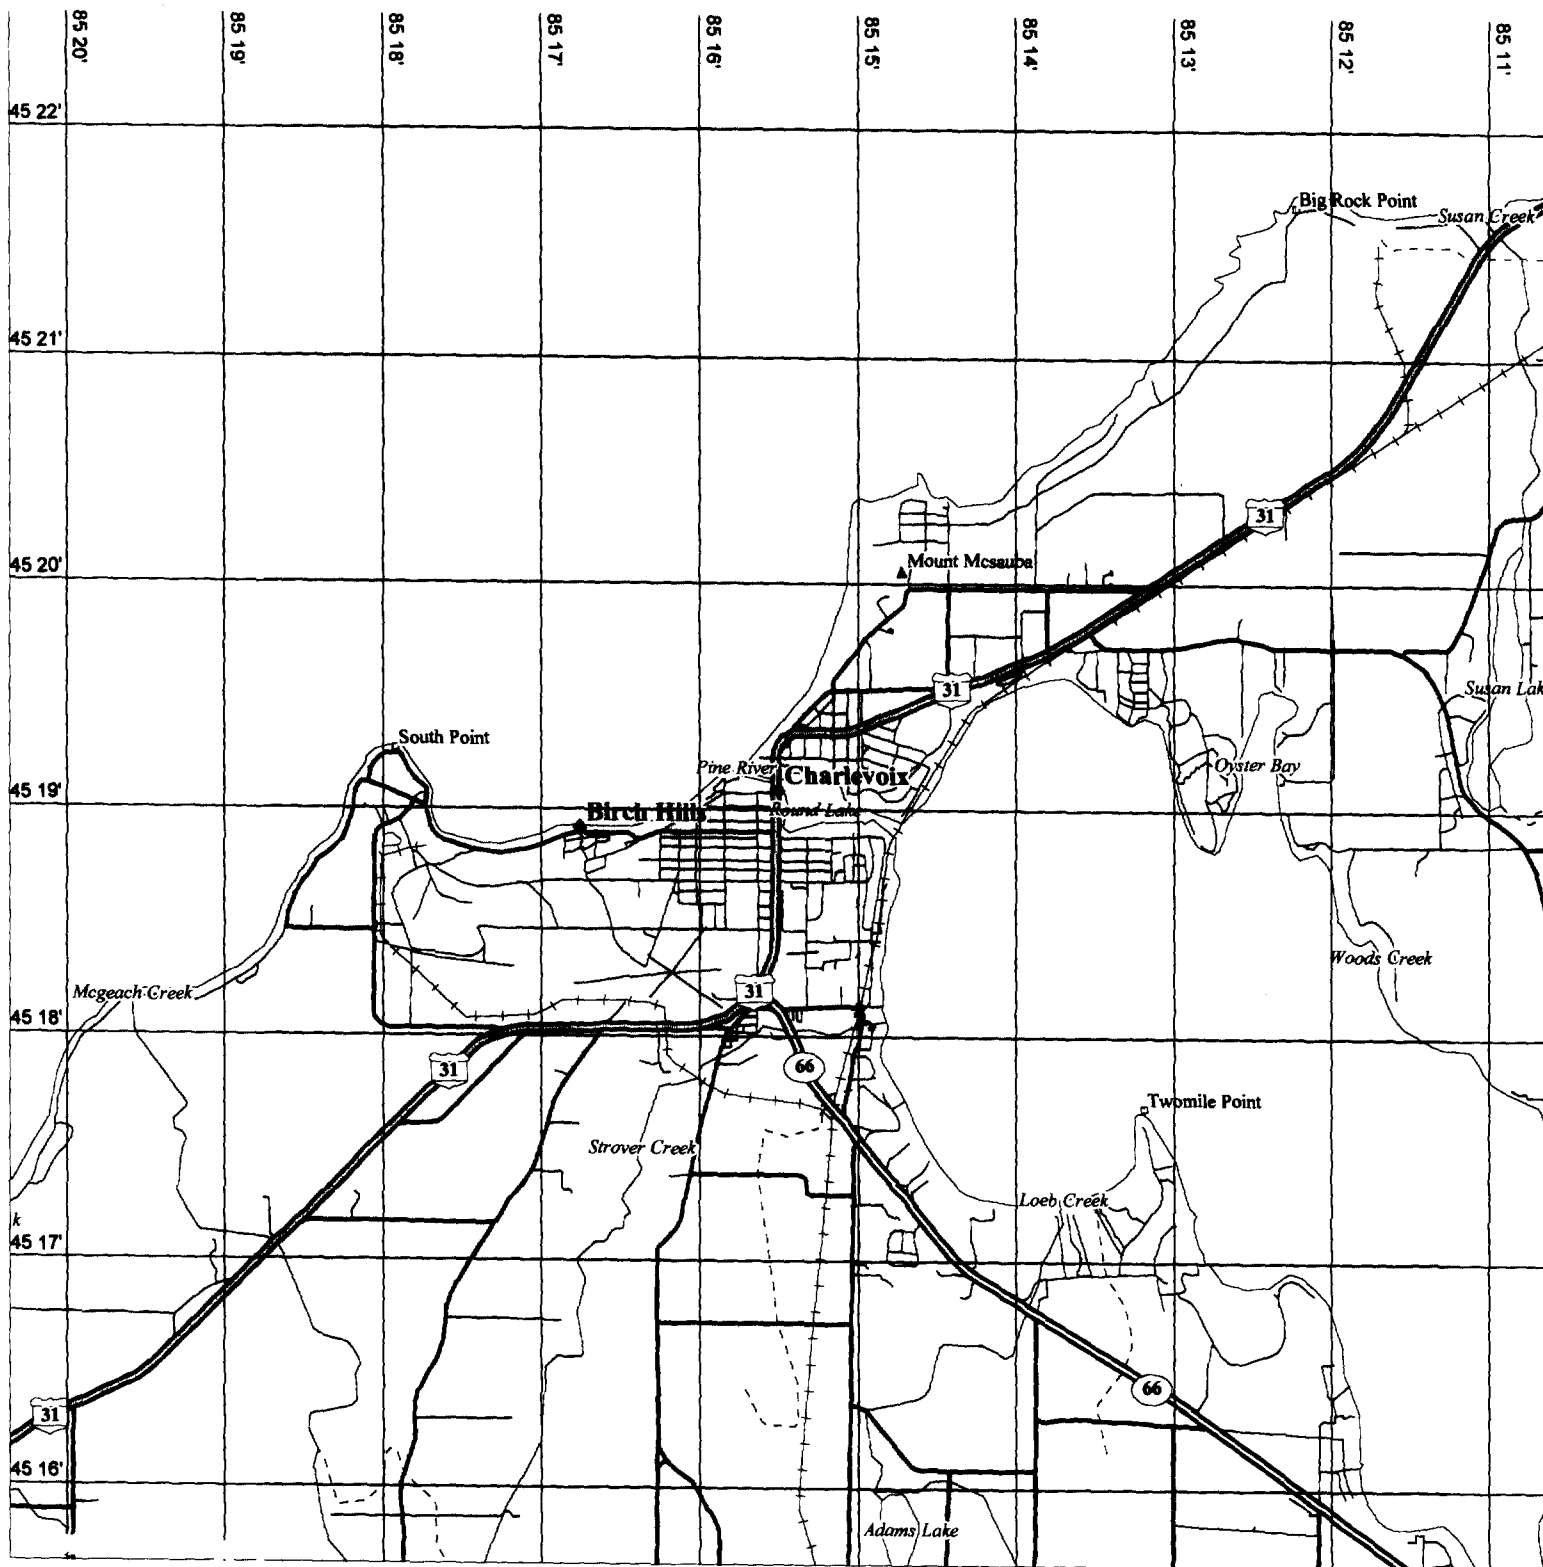 85 20'
85 19'
85 18'
85 17'
85 16'
85 15'
85 14'
85 13'
85 12'
85 11'
45 22'
Big Rock Point
Susan Creek
45 21'
31
Mount Mcsauba
45 20'
31
Susan Lak
South Point
Pine River
Charlevoix
Oyster Bay
45 19'
Birch Hills
Round Lake
Woods Creek
Mcgeach Creek
31
45 18'
31
66
Twomile Point
Strover Creek
Loeb Creek
k
45 17'
66
31
45 16'
Adams Lake